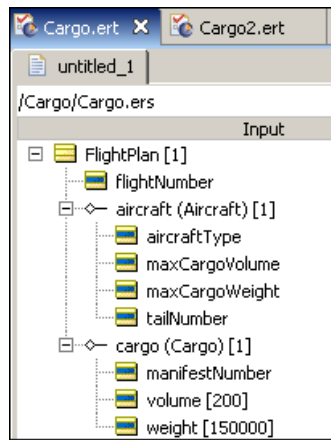 Cargo.ert Cargo2.ert
untitled_1
/Cargo/Cargo.ers
Input
FlightPlan [1]
flightNumber
aircraft (Aircraft) [1]
aircraftType
maxCargoVolume
maxCargoWeight
tailNumber
cargo (Cargo) [1]
manifestNumber
volume [200]
weight [150000]